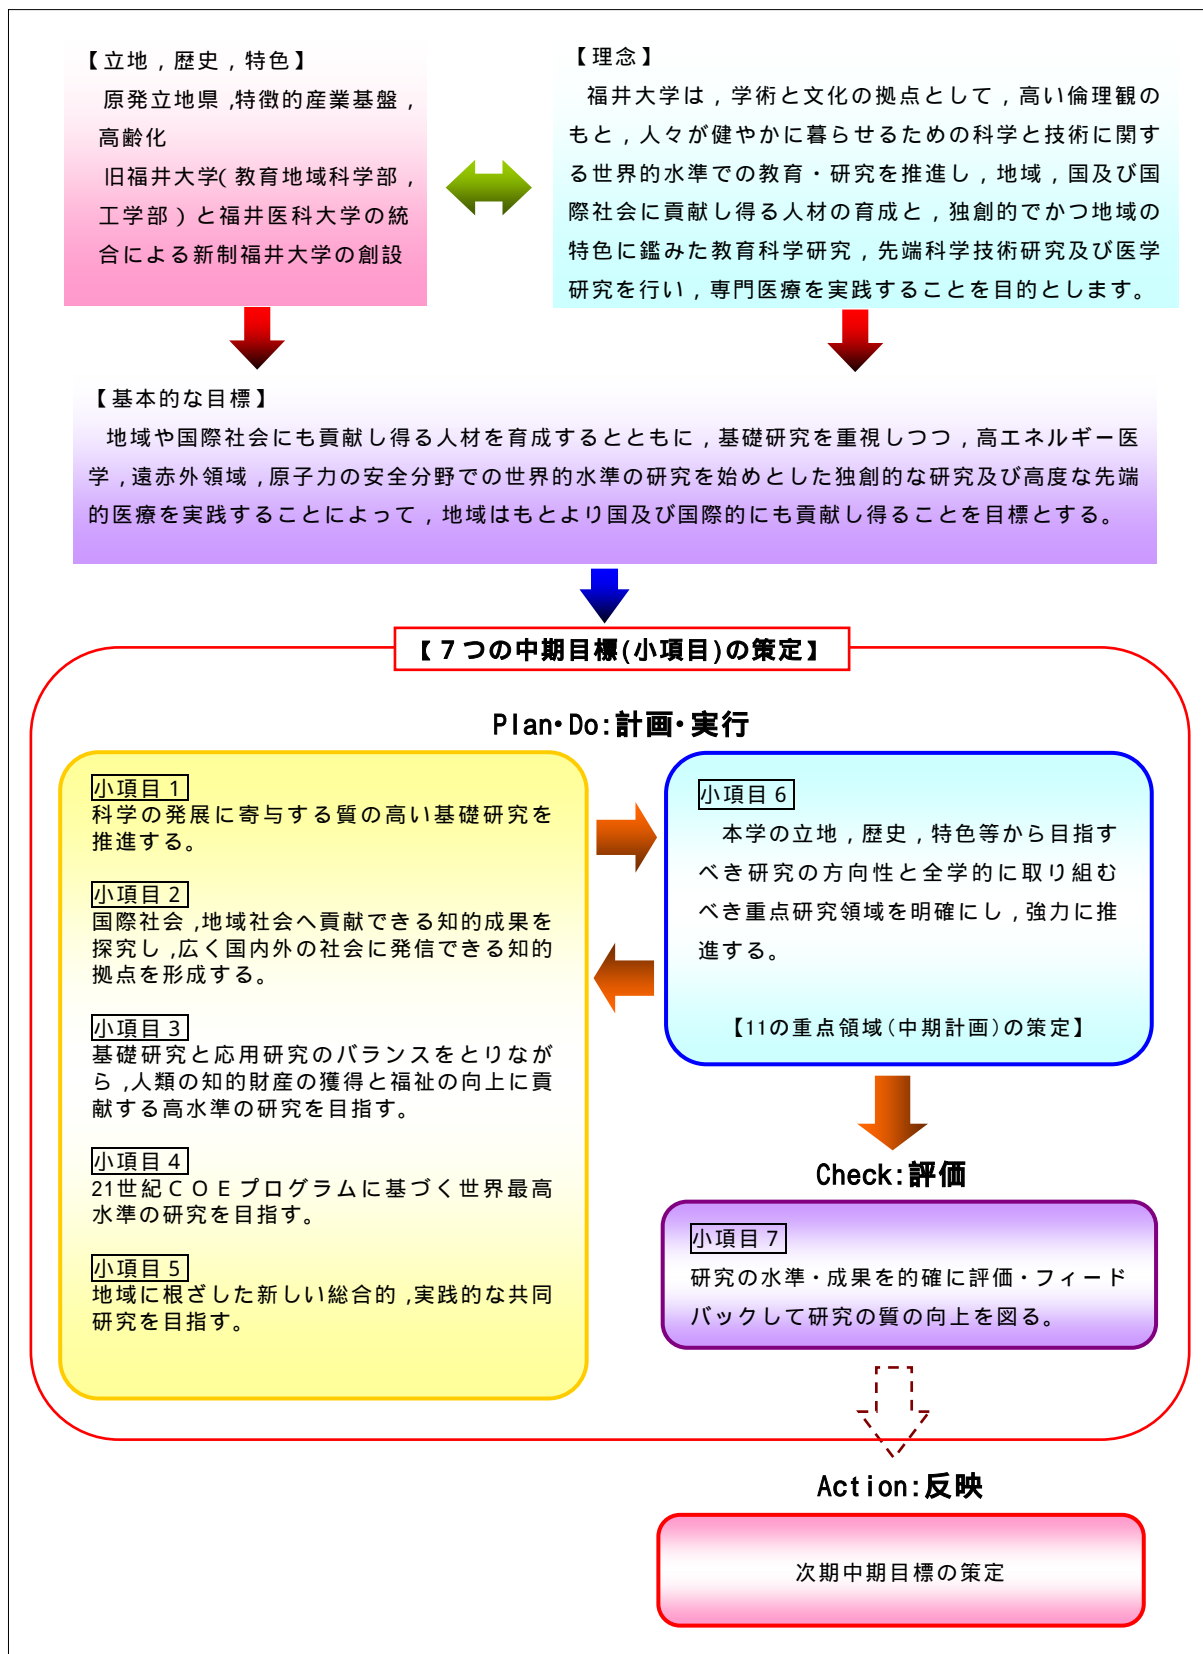 【立地，歴史，特色】
原発立地県，特徴的産業基盤，
高齢化
旧福井大学（教育地域科学部，
工学部）と福井医科大学の統
合による新制福井大学の創設
【理念】
福井大学は，学術と文化の拠点として，高い倫理観の
もと，人々が健やかに暮らせるための科学と技術に関す
る世界的水準での教育・研究を推進し，地域，国及び国
際社会に貢献し得る人材の育成と，独創的でかつ地域の
特色に鑑みた教育科学研究，先端科学技術研究及び医学
研究を行い，専門医療を実践することを目的とします。
【基本的な目標】
地域や国際社会にも貢献し得る人材を育成するとともに，基礎研究を重視しつつ，高エネルギー医
学，遠赤外領域，原子力の安全分野での世界的水準の研究を始めとした独創的な研究及び高度な先端
的医療を実践することによって，地域はもとより国及び国際的にも貢献し得ることを目標とする。
【７つの中期目標(小項目)の策定】
Plan・Do:計画・実行
小項目１
科学の発展に寄与する質の高い基礎研究を
推進する。
小項目２
国際社会，地域社会へ貢献できる知的成果を
探究し，広く国内外の社会に発信できる知的
拠点を形成する。
小項目３
基礎研究と応用研究のバランスをとりなが
ら，人類の知的財産の獲得と福祉の向上に貢
献する高水準の研究を目指す。
小項目４
21世紀ＣＯＥプログラムに基づく世界最高
水準の研究を目指す。
小項目５
地域に根ざした新しい総合的，実践的な共同
研究を目指す。
小項目６
本学の立地，歴史，特色等から目指す
べき研究の方向性と全学的に取り組む
べき重点研究領域を明確にし，強力に推
進する。
【11の重点領域(中期計画)の策定】
Check:評価
小項目７
研究の水準・成果を的確に評価・フィード
バックして研究の質の向上を図る。
Action:反映
次期中期目標の策定